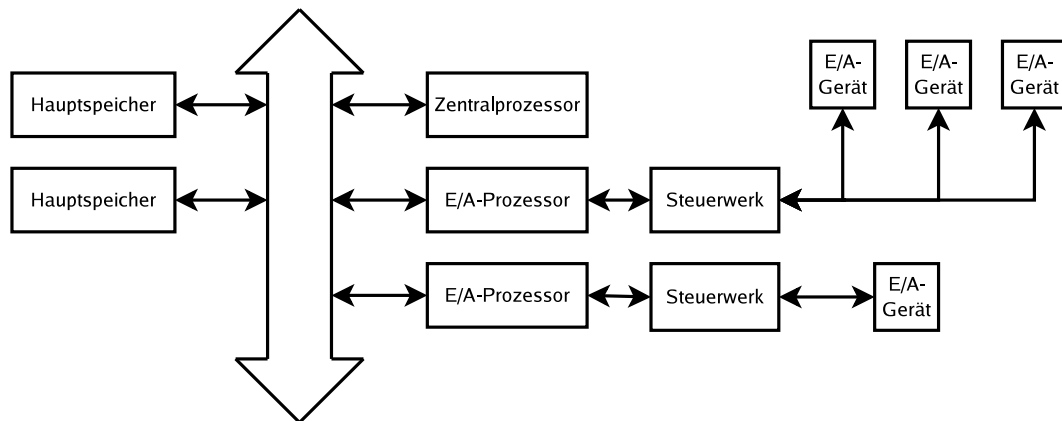 E/A-
Gerät
E/A-
Gerät
E/A-
Gerät
Hauptspeicher
Zentralprozessor
Hauptspeicher
E/A-Prozessor
Steuerwerk
E/A-Prozessor
Steuerwerk
E/A-
Gerät